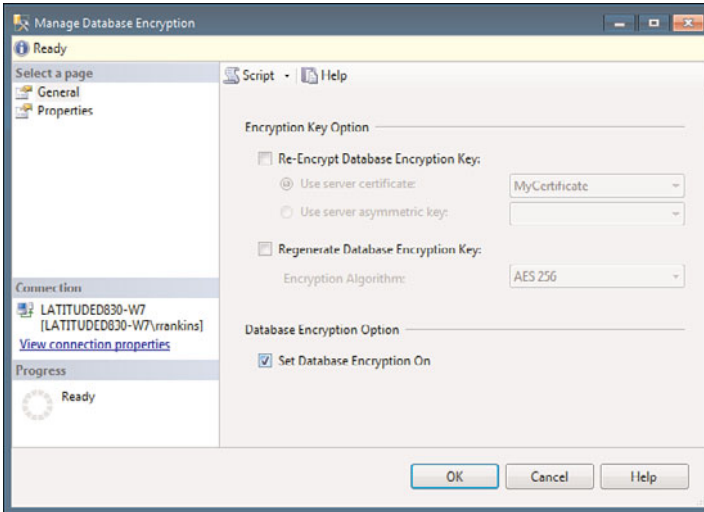 Manage Database Encryption
Ready
Select a page
General
Properties
Script
Help
Encryption Key Option
Re-Encrypt Database Encryption Key:
Use server certificate:
MyCertificate
Use server asymmetric key:
Regenerate Database Encryption Key:
Encryption Algorithm:
AES 256
Database Encryption Option
Set Database Encryption On
Connection
LATITUDED830-W7
[LATITUDED830-W7\rrankins]
View connection properties
Progress
Ready
OK
Cancel
Help